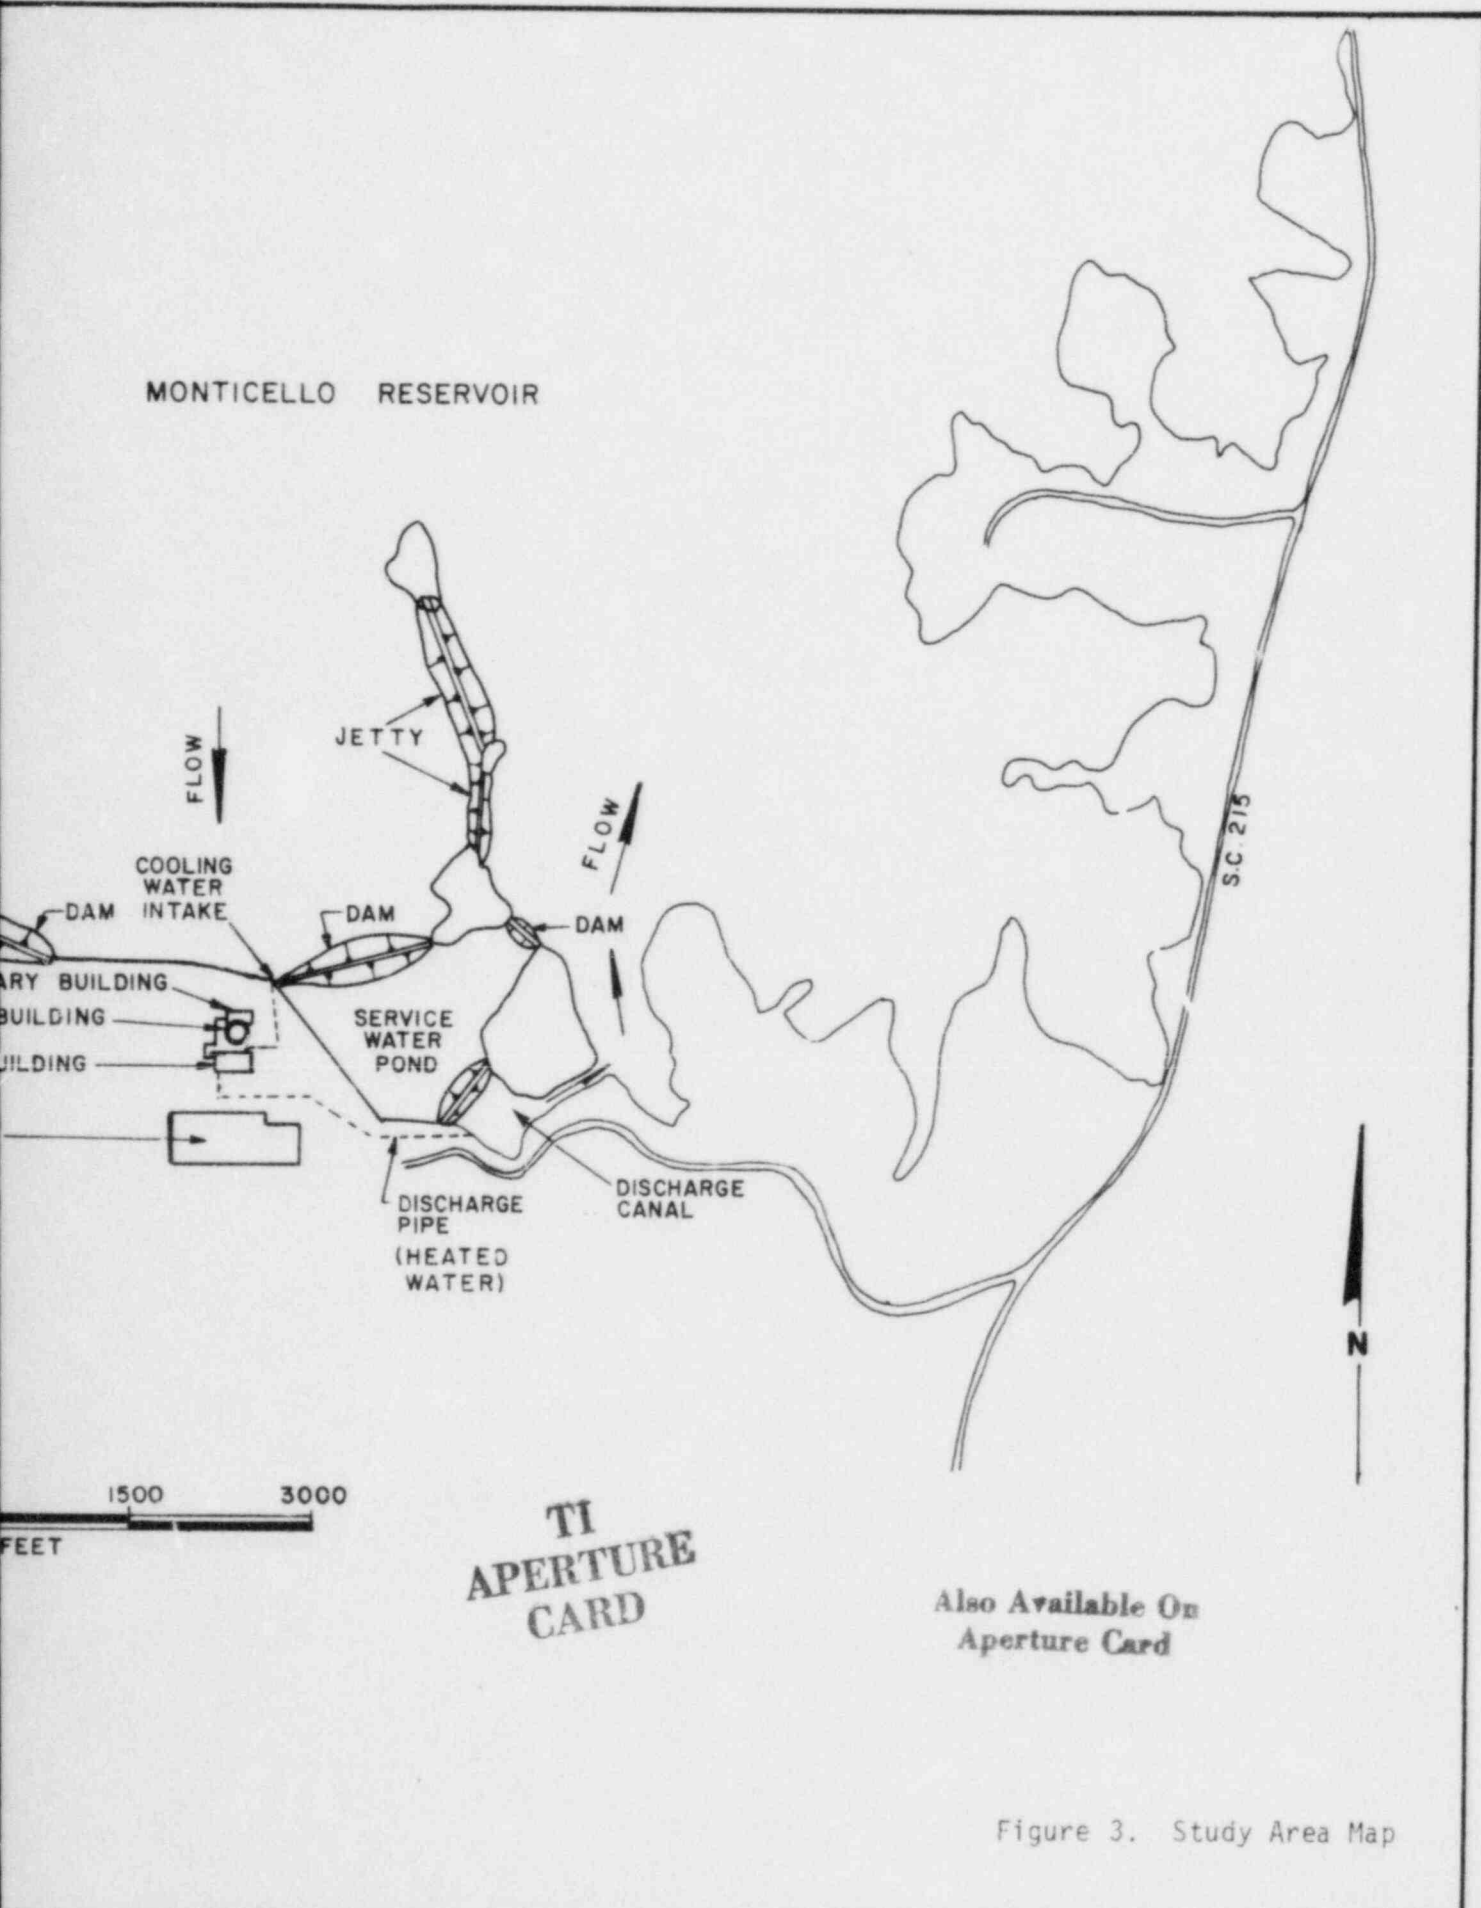 MONTICELLO RESERVOIR
JETTY
FLOW
FLOW
S.C. 215
COOLING
WATER
INTAKE
DAM
DAM
DAM
ARY BUILDING
BUILDING
UILDING
SERVICE
WATER
POND
DISCHARGE
PIPE
(HEATED
WATER)
DISCHARGE
CANAL
N
1500 3000
FEET
TI
APERTURE
CARD
Also Available On
Aperture Card
Figure 3. Study Area Map